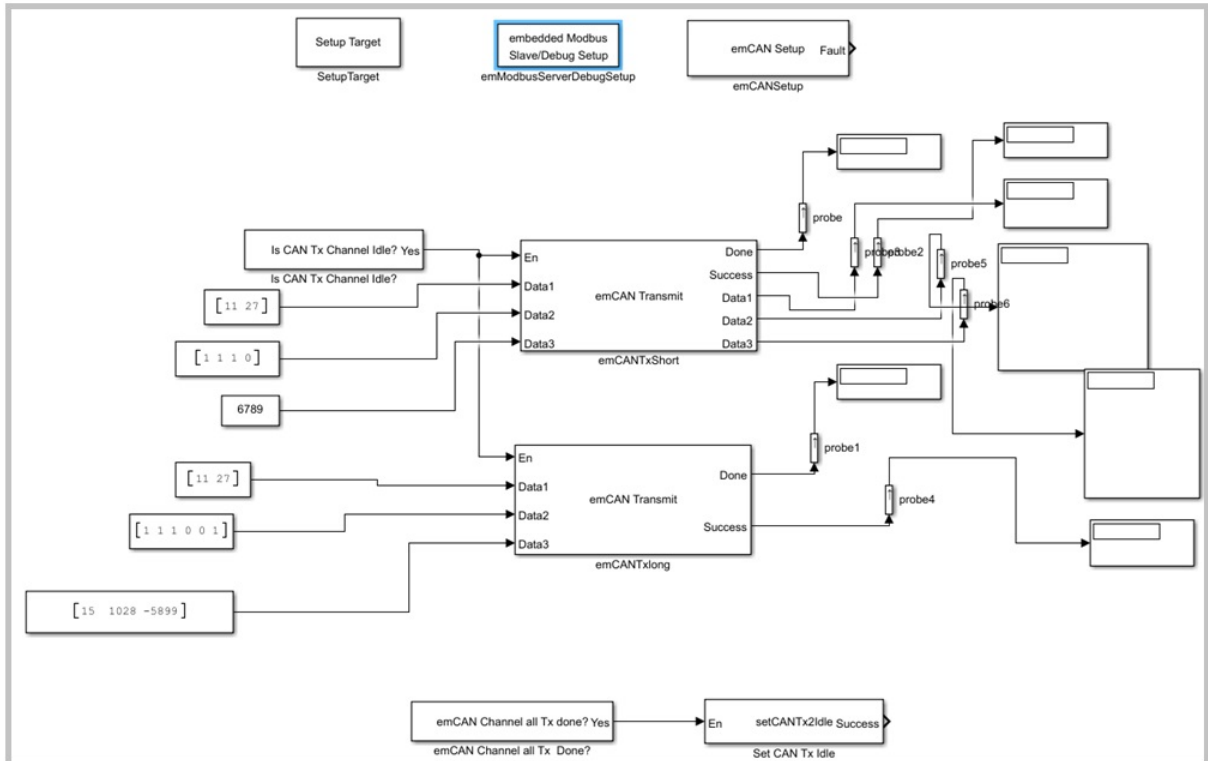 Setup Target
SetupTarget
embedded Modbus
Slave/Debug Setup
emModbusServerDebugSetup
emCAN Setup
Fault
emCANSetup
probe
Is CAN Tx Channel Idle?
Yes
Is CAN Tx Channel Idle?
[11 27]
[1 1 1 0]
6789
En
Data1
Data2
Data3
emCAN Transmit
Done
Success
Data1
Data2
Data3
emCANTxShort
probe3
probe2
probe5
probe6
[11 27]
[1 1 1 0 0 1]
[15 1028 -5899]
En
Data1
Data2
Data3
emCAN Transmit
Done
Success
emCANTxlong
probe1
probe4
emCAN Channel all Tx done?
Yes
emCAN Channel all Tx Done?
En
setCANTx2Idle
Success
Set CAN Tx Idle